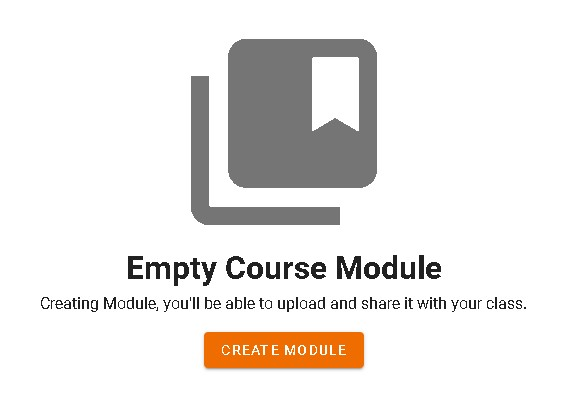 Empty Course Module
Creating Module, you'll be able to upload and share it with your class.
CREATE MODULE